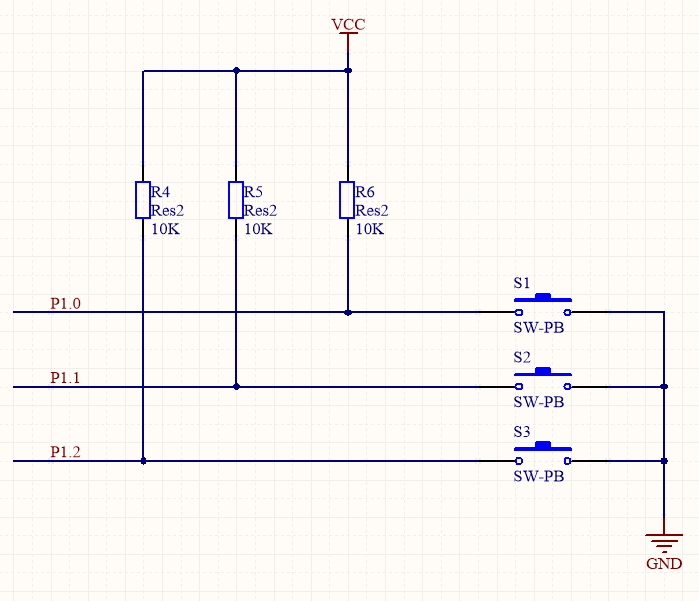 VCC
R4
Res2
10K
R5
Res2
10K
R6
Res2
10K
P1.0
S1
SW-PB
P1.1
S2
SW-PB
P1.2
S3
SW-PB
GND